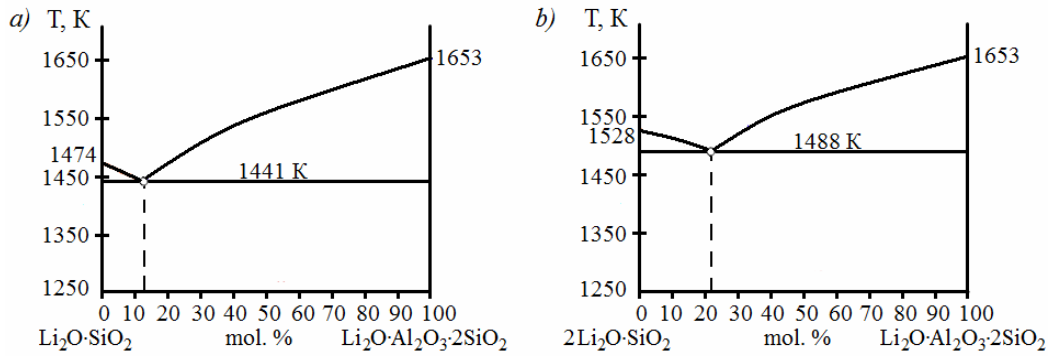 a) T, K
1650
1653
1550
1474
1450
1441 K
1350
1250
0 10 20 30 40 50 60 70 80 90 100
Li₂O·SiO₂ mol. % Li₂O·Al₂O₃·2SiO₂
b) T, K
1650
1653
1550
1528
1488 K
1450
1350
1250
0 10 20 30 40 50 60 70 80 90 100
2Li₂O·SiO₂ mol. % Li₂O·Al₂O₃·2SiO₂